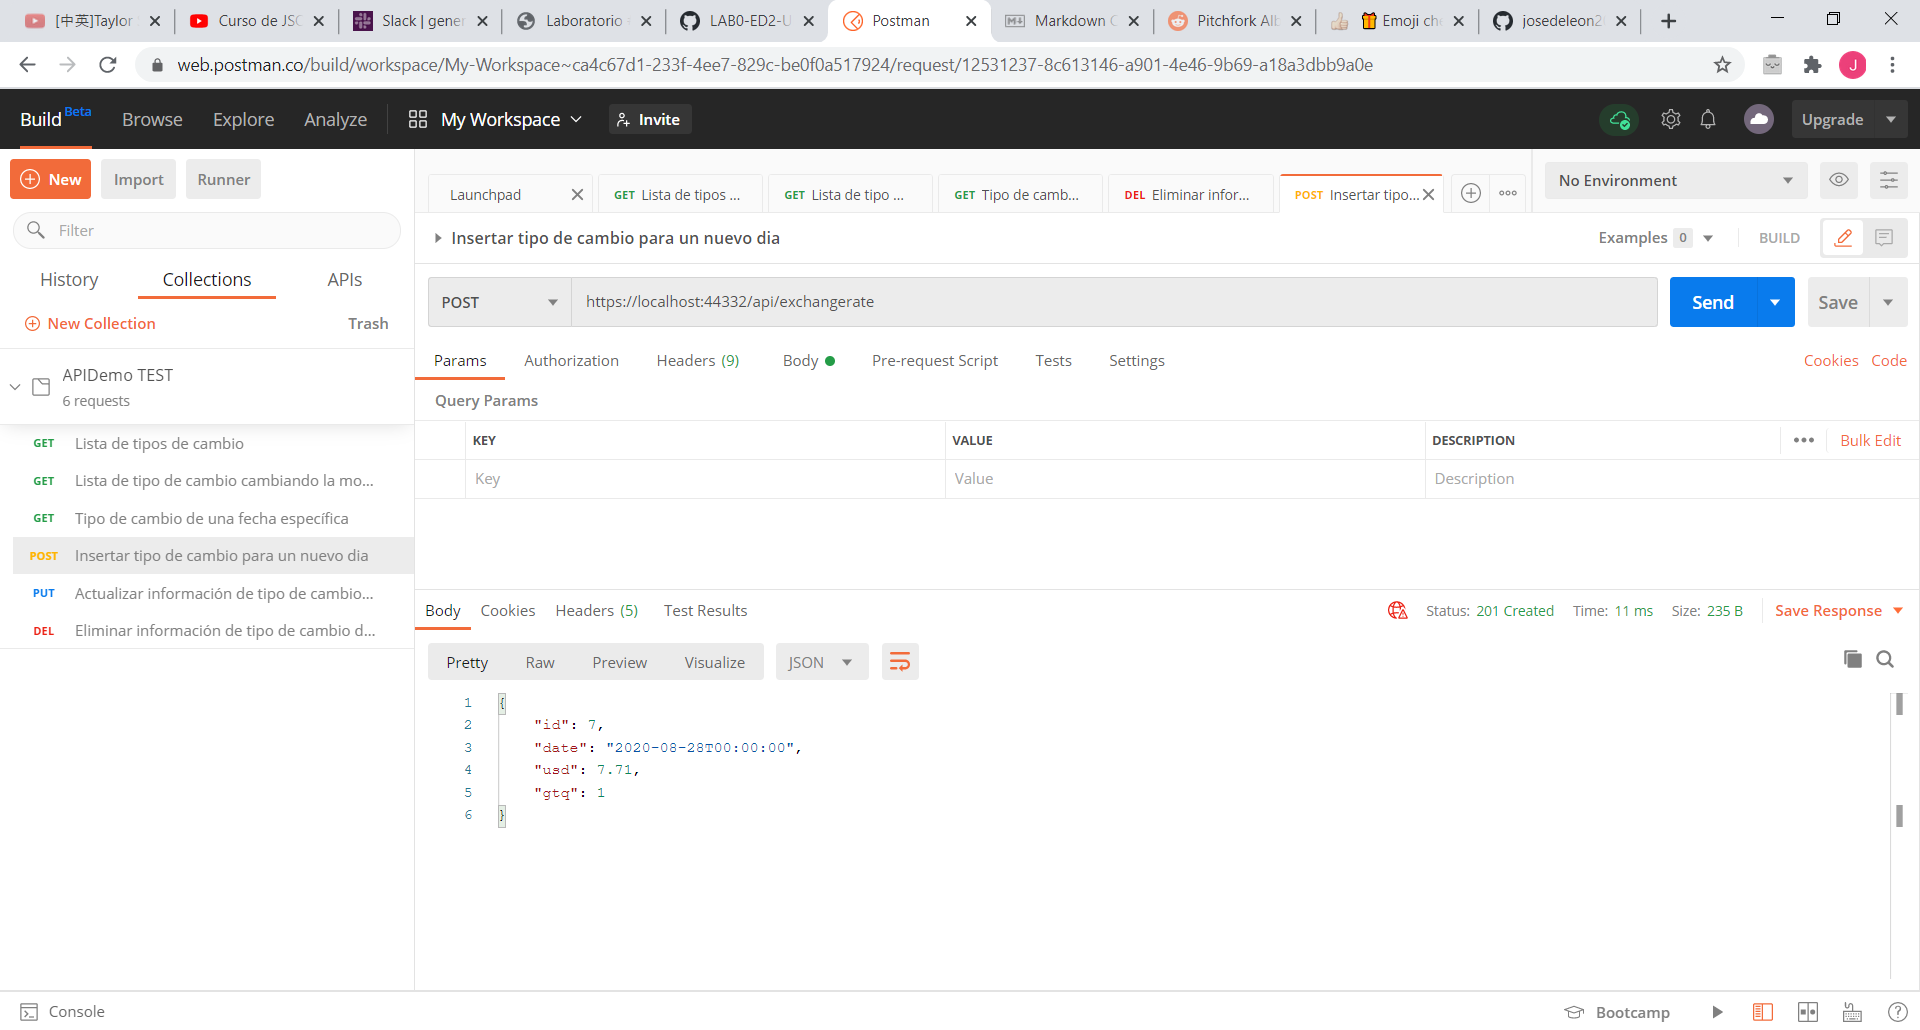 [中英]Taylor
Curso de JSO
Slack | gener
Laboratorio
LAB0-ED2-U
Postman
Markdown C
Pitchfork Alb
Emoji che
josedeleon2
web.postman.co/build/workspace/My-Workspace~ca4c67d1-233f-4ee7-829c-be0f0a517924/request/12531237-8c613146-a901-4e46-9b69-a18a3dbb9a0e
J
Build Beta
Browse
Explore
Analyze
My Workspace
Invite
Upgrade
New
Import
Runner
Launchpad
GET Lista de tipos ...
GET Lista de tipo ...
GET Tipo de camb...
DEL Eliminar infor...
POST Insertar tipo...
No Environment
Filter
Insertar tipo de cambio para un nuevo dia
Examples 0
BUILD
History
Collections
APIs
POST
https://localhost:44332/api/exchangerate
Send
Save
New Collection
Trash
Params
Authorization
Headers (9)
Body
Pre-request Script
Tests
Settings
Cookies
Code
APIDemo TEST
6 requests
Query Params
KEY
VALUE
DESCRIPTION
Bulk Edit
Key
Value
Description
GET Lista de tipos de cambio
GET Lista de tipo de cambio cambiando la mo...
GET Tipo de cambio de una fecha específica
POST Insertar tipo de cambio para un nuevo dia
PUT Actualizar información de tipo de cambio...
DEL Eliminar información de tipo de cambio d...
Body
Cookies
Headers (5)
Test Results
Status: 201 Created
Time: 11 ms
Size: 235 B
Save Response
Pretty
Raw
Preview
Visualize
JSON
1 {
2 "id": 7,
3 "date": "2020-08-28T00:00:00",
4 "usd": 7.71,
5 "gtq": 1
6 }
Console
Bootcamp